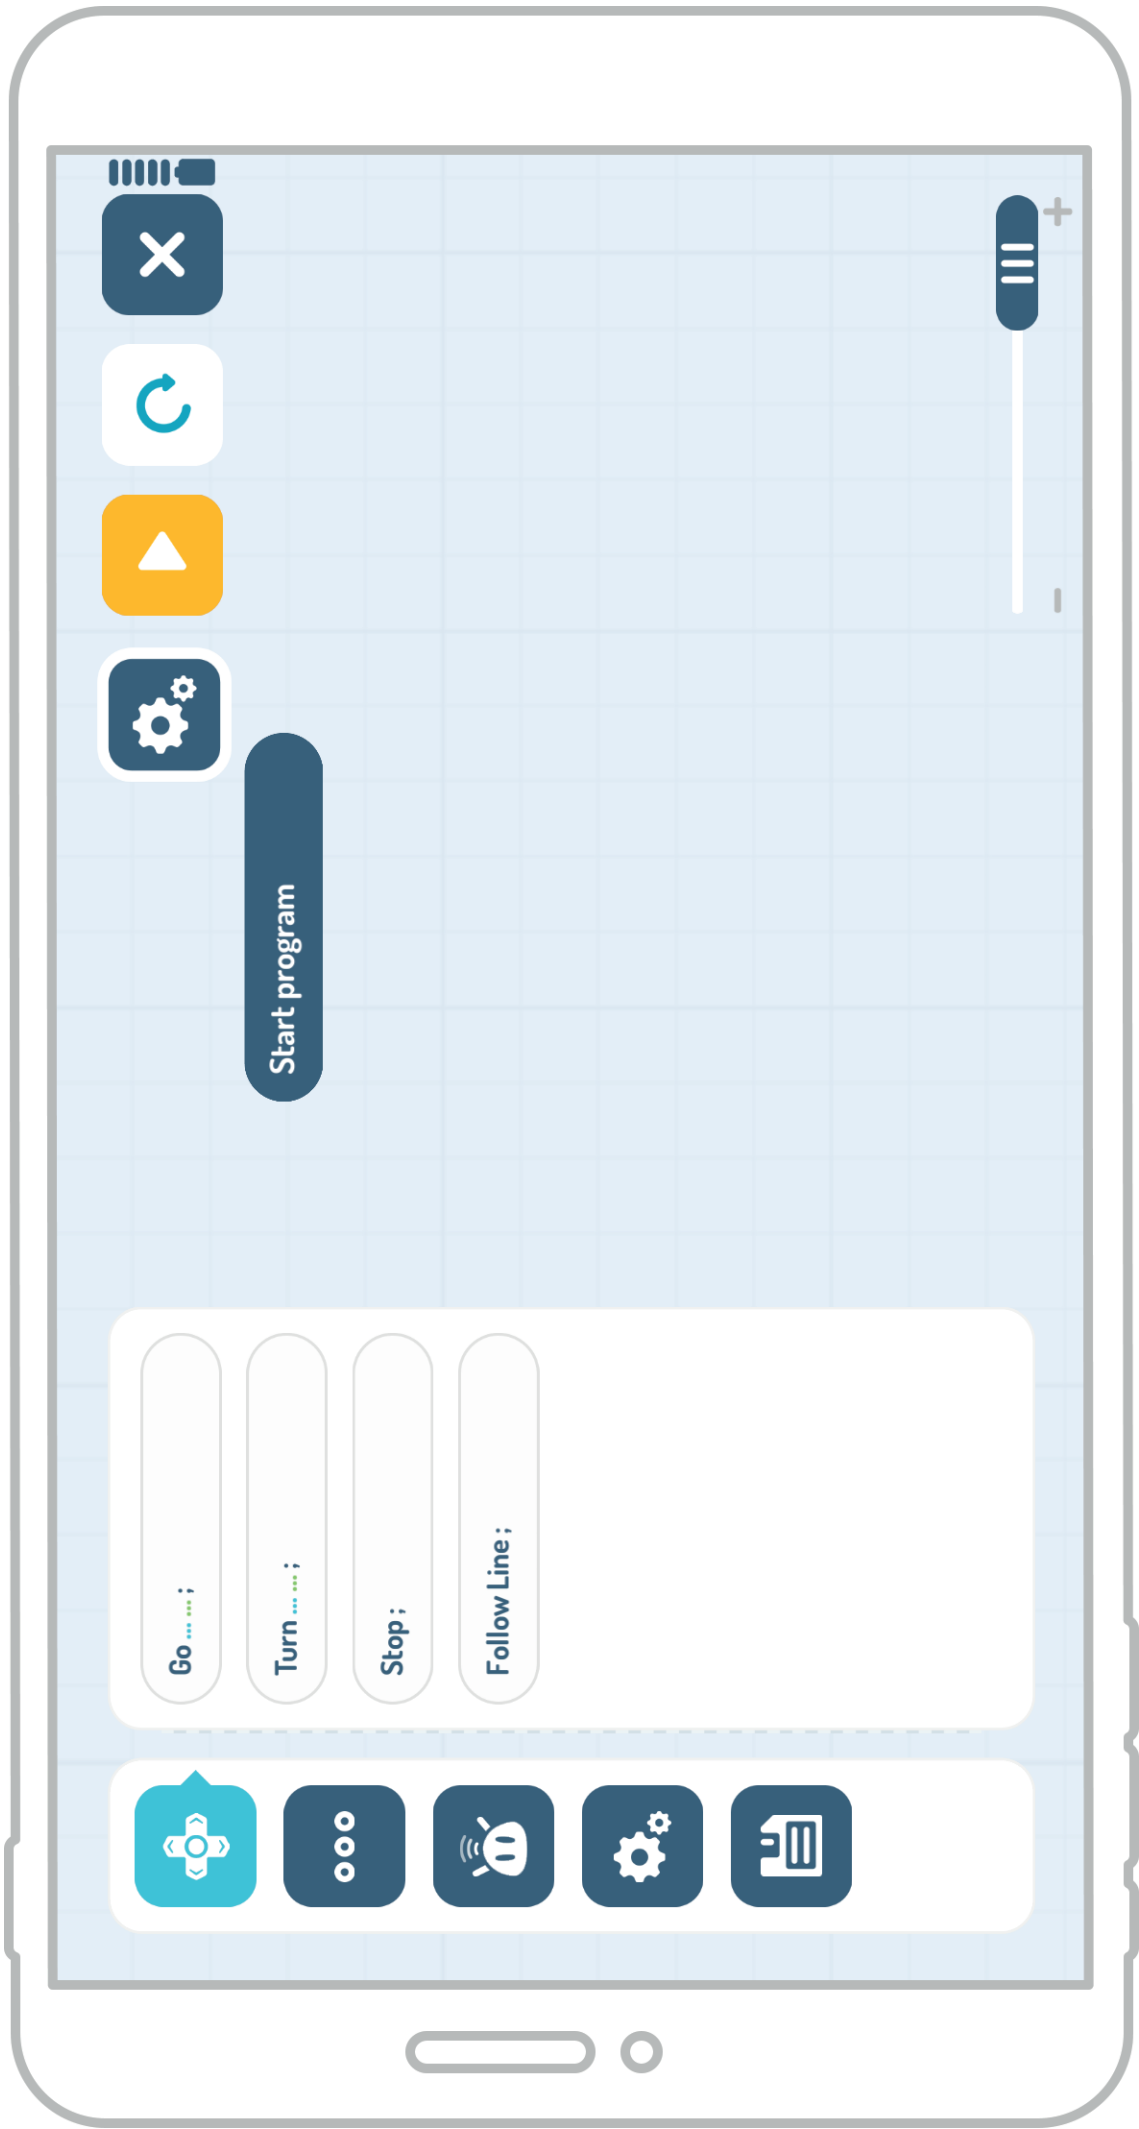 Start program
Go ... ... ;
Turn ... ... ;
Stop ;
Follow Line ;